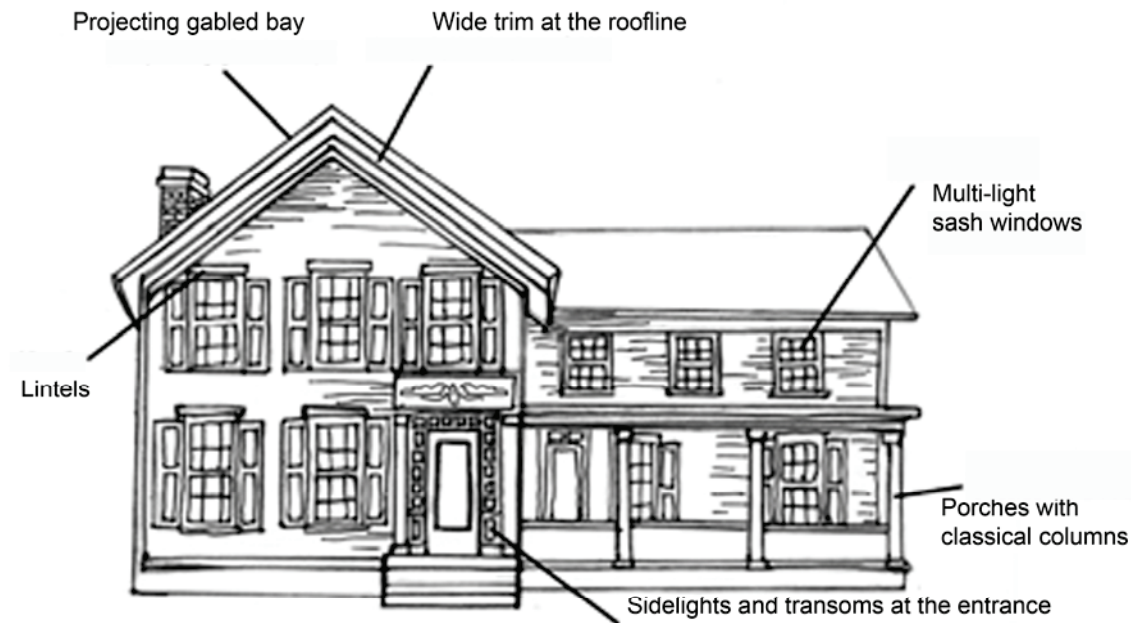 Projecting gabled bay
Wide trim at the roofline
Multi-light
sash windows
Lintels
Porches with
classical columns
Sidelights and transoms at the entrance